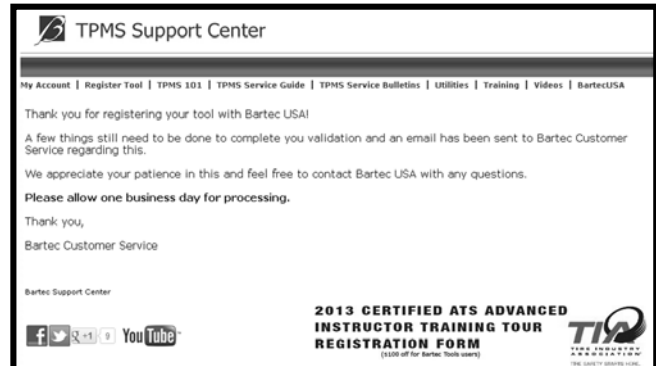 TPMS Support Center
My Account | Register Tool | TPMS 101 | TPMS Service Guide | TPMS Service Bulletins | Utilities | Training | Videos | BartecUSA
Thank you for registering your tool with Bartec USA!
A few things still need to be done to complete you validation and an email has been sent to Bartec Customer
Service regarding this.
We appreciate your patience in this and feel free to contact Bartec USA with any questions.
Please allow one business day for processing.
Thank you,
Bartec Customer Service
Bartec Support Center
f g +1 9 YouTube
2013 CERTIFIED ATS ADVANCED
INSTRUCTOR TRAINING TOUR
REGISTRATION FORM
($100 off for Bartec Tools users)
TIA
TIRE INDUSTRY
ASSOCIATION
THE SAFETY DRIVERS HOME.